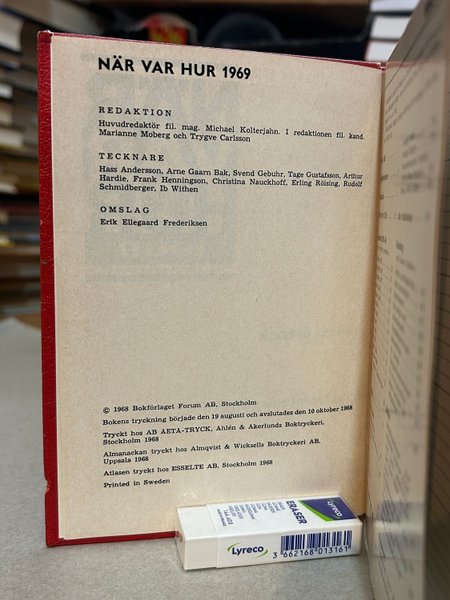 NÄR VAR HUR 1969
REDAKTION
Huvudredaktör fil. mag. Michael Kolterjahn. I redaktionen fil. kand.
Marianne Moberg och Trygve Carlsson
TECKNARE
Hass Andersson, Arne Gaarn Bak, Svend Gebuhr, Tage Gustafsson, Arthur
Hardie, Frank Henningson, Christina Nauckhoff, Erling Röising, Rudolf
Schmidberger, Ib Withen
OMSLAG
Erik Ellegaard Frederiksen
© 1968 Bokförlaget Forum AB, Stockholm
Bokens tryckning började den 19 augusti och avslutades den 10 oktober 1968
Tryckt hos AB AETA-TRYCK, Ahlén & Åkerlunds Boktryckeri,
Stockholm 1968
Almanackan tryckt hos Almqvist & Wicksells Boktryckeri AB,
Uppsala 1968
Atlasen tryckt hos ESSELTE AB, Stockholm 1968
Printed in Sweden
ERASER
Lyreco
Lyreco
3 662168 013161